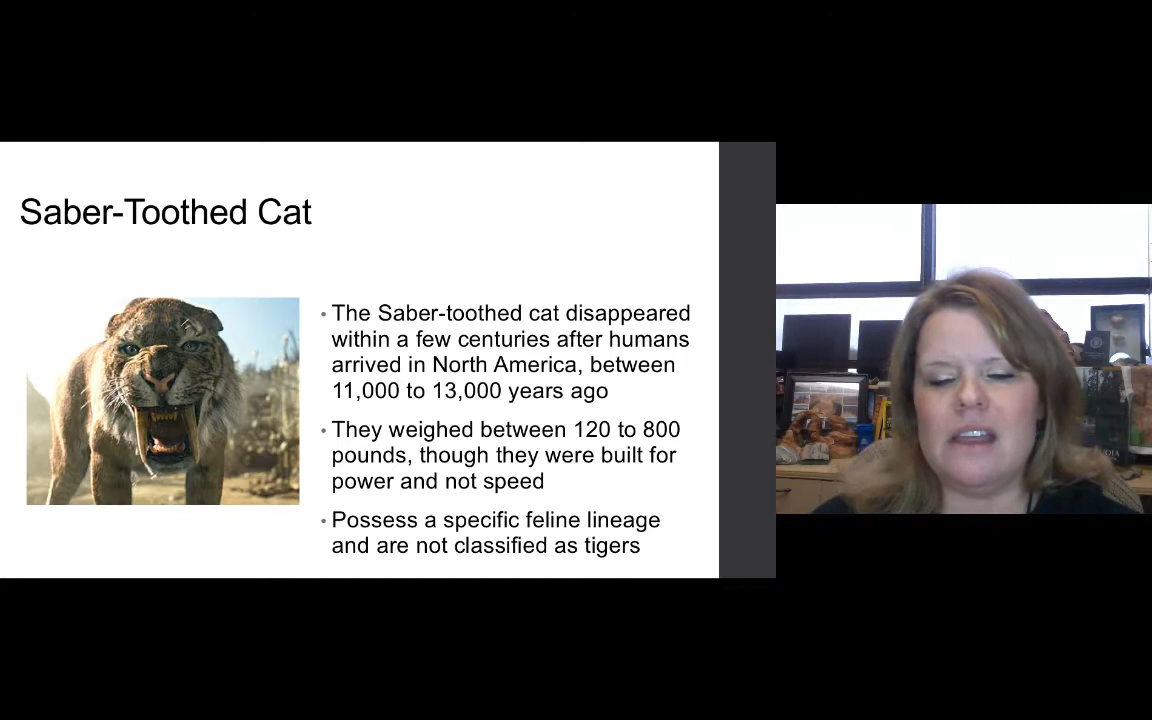 Saber-Toothed Cat
• The Saber-toothed cat disappeared
within a few centuries after humans
arrived in North America, between
11,000 to 13,000 years ago
• They weighed between 120 to 800
pounds, though they were built for
power and not speed
• Possess a specific feline lineage
and are not classified as tigers